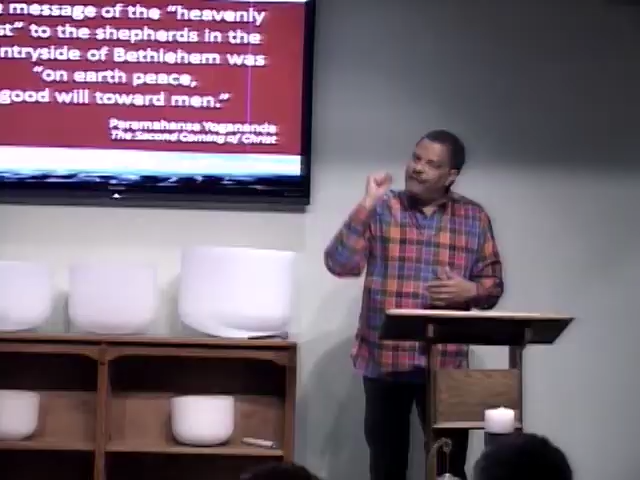 message of the "heavenly
st" to the shepherds in the
ntryside of Bethlehem was
"on earth peace,
good will toward men."
Paramahansa Yogananda
The Second Coming of Christ